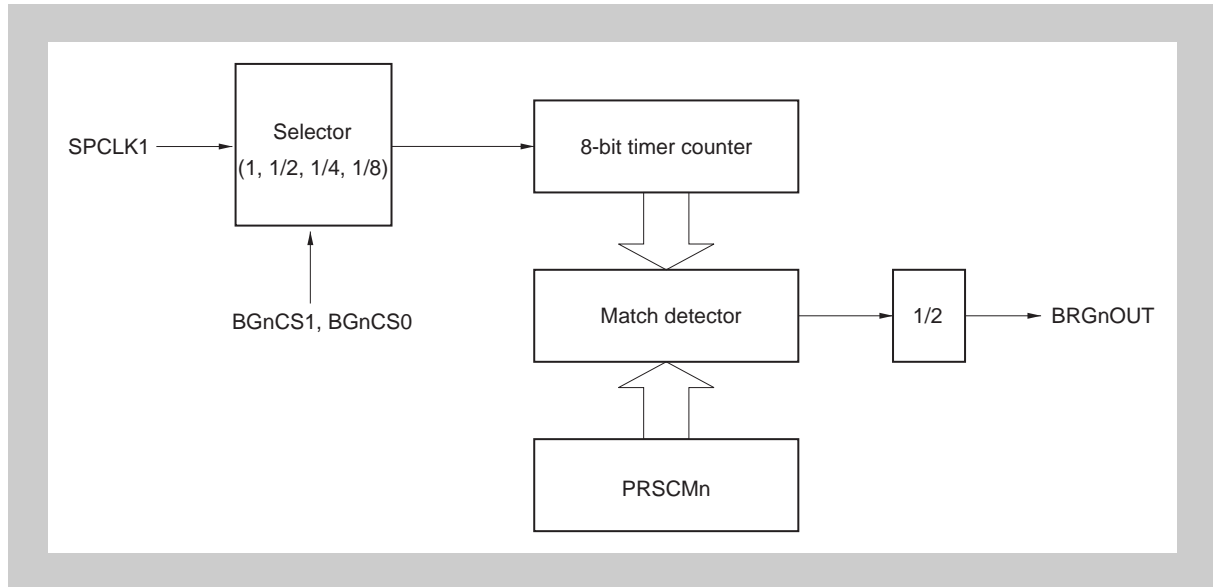 SPCLK1
Selector
(1, 1/2, 1/4, 1/8)
8-bit timer counter
BGnCS1, BGnCS0
Match detector
1/2
BRGnOUT
PRSCMn